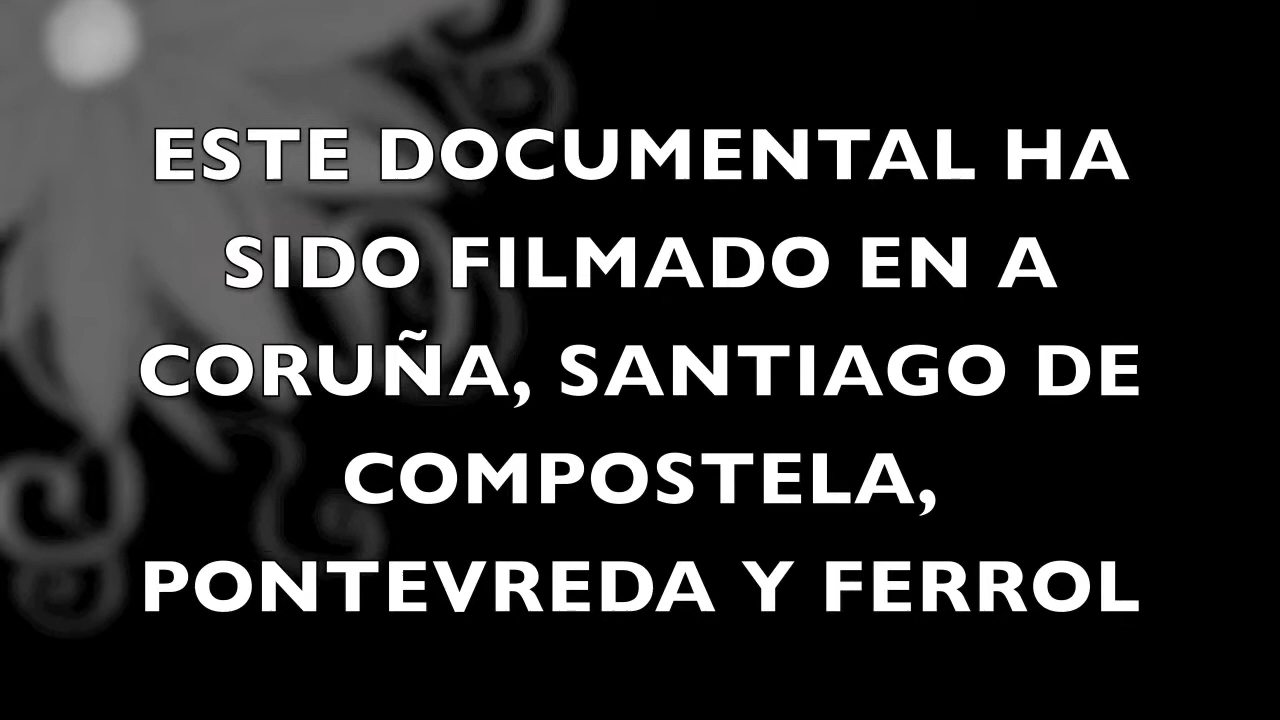 ESTE DOCUMENTAL HA
SIDO FILMADO EN A
CORUÑA, SANTIAGO DE
COMPOSTELA,
PONTEVREDA Y FERROL